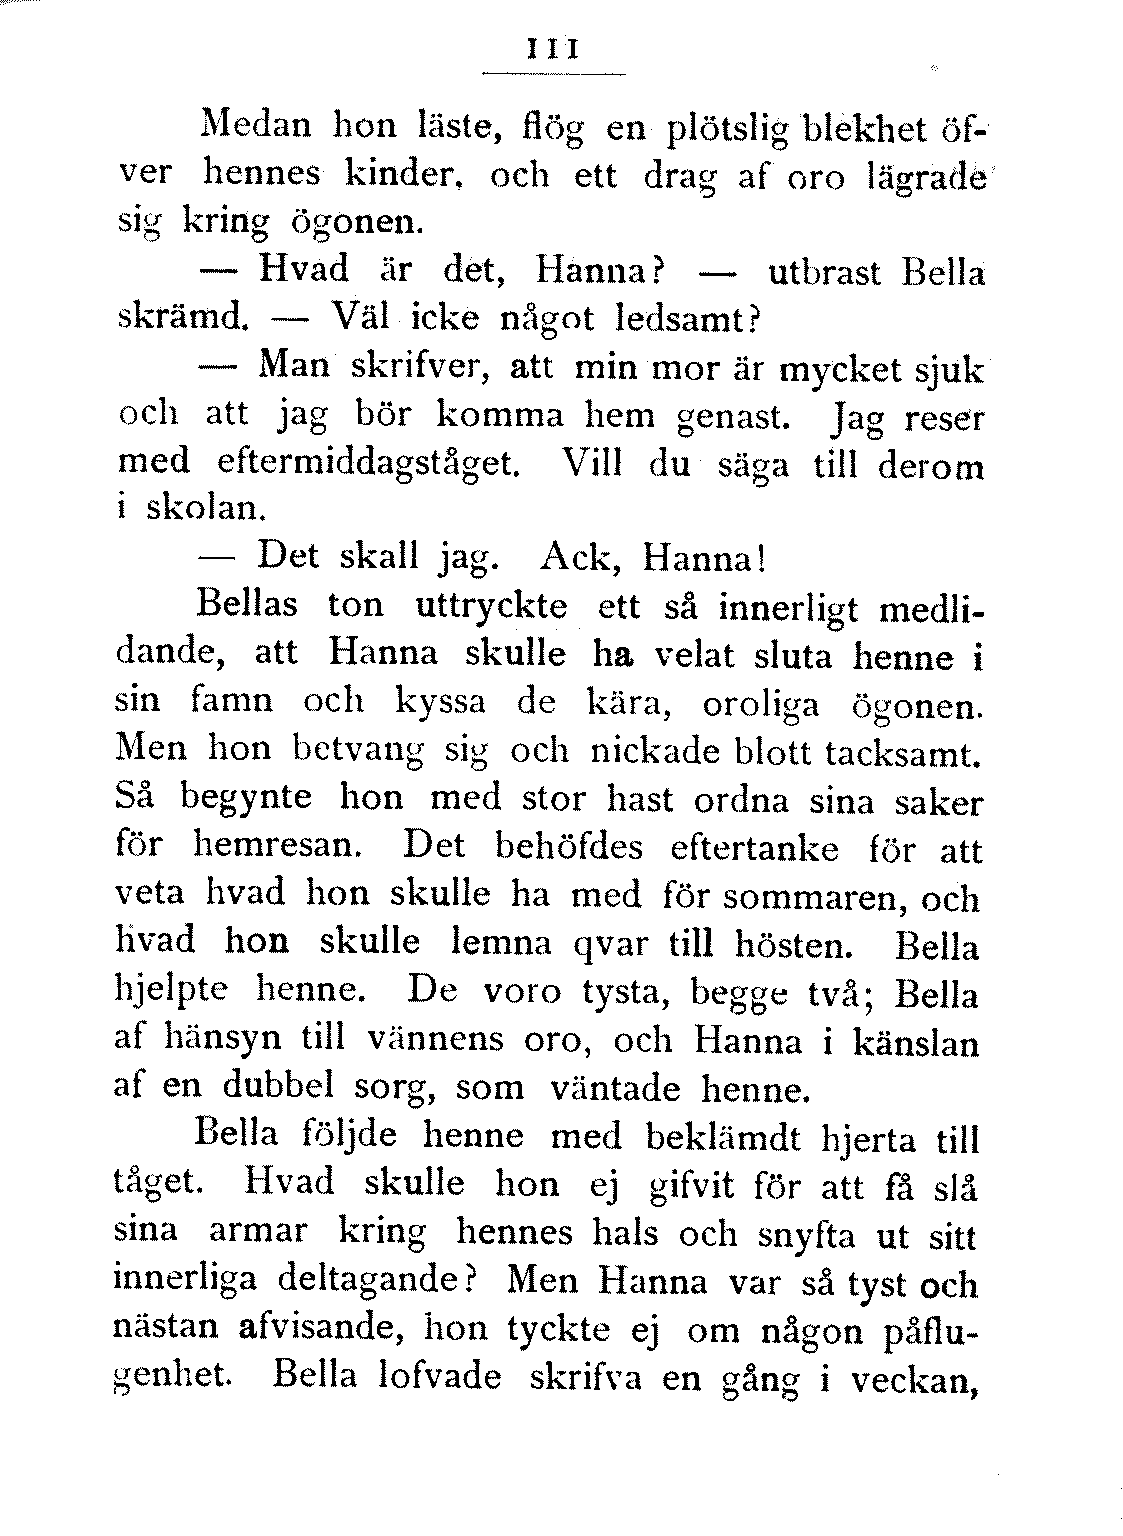 111
Medan hon läste, flög en plötslig blekhet öf-
ver hennes kinder, och ett drag af oro lägrade
sig kring ögonen.
— Hvad är det, Hanna? — utbrast Bella
skrämd. — Väl icke något ledsamt?
— Man skrifver, att min mor är mycket sjuk
och att jag bör komma hem genast. Jag reser
med eftermiddagståget. Vill du säga till derom
i skolan.
— Det skall jag. Ack, Hanna!
Bellas ton uttryckte ett så innerligt medli-
dande, att Hanna skulle ha velat sluta henne i
sin famn och kyssa de kära, oroliga ögonen.
Men hon betvang sig och nickade blott tacksamt.
Så begynte hon med stor hast ordna sina saker
för hemresan. Det behöfdes eftertanke för att
veta hvad hon skulle ha med för sommaren, och
hvad hon skulle lemna qvar till hösten. Bella
hjelpte henne. De voro tysta, begge två; Bella
af hänsyn till vännens oro, och Hanna i känslan
af en dubbel sorg, som väntade henne.
Bella följde henne med beklämdt hjerta till
tåget. Hvad skulle hon ej gifvit för att få slå
sina armar kring hennes hals och snyfta ut sitt
innerliga deltagande? Men Hanna var så tyst och
nästan afvisande, hon tyckte ej om någon påflu-
genhet. Bella lofvade skrifva en gång i veckan,